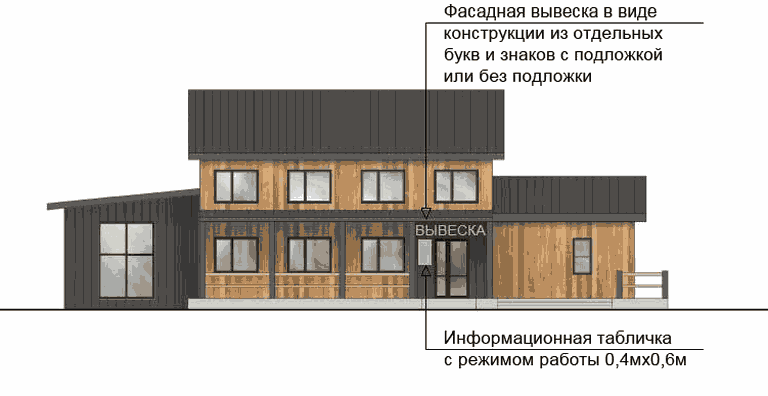 Фасадная вывеска в виде
конструкции из отдельных
букв и знаков с подложкой
или без подложки
ВЫВЕСКА
Информационная табличка
с режимом работы 0,4мх0,6м